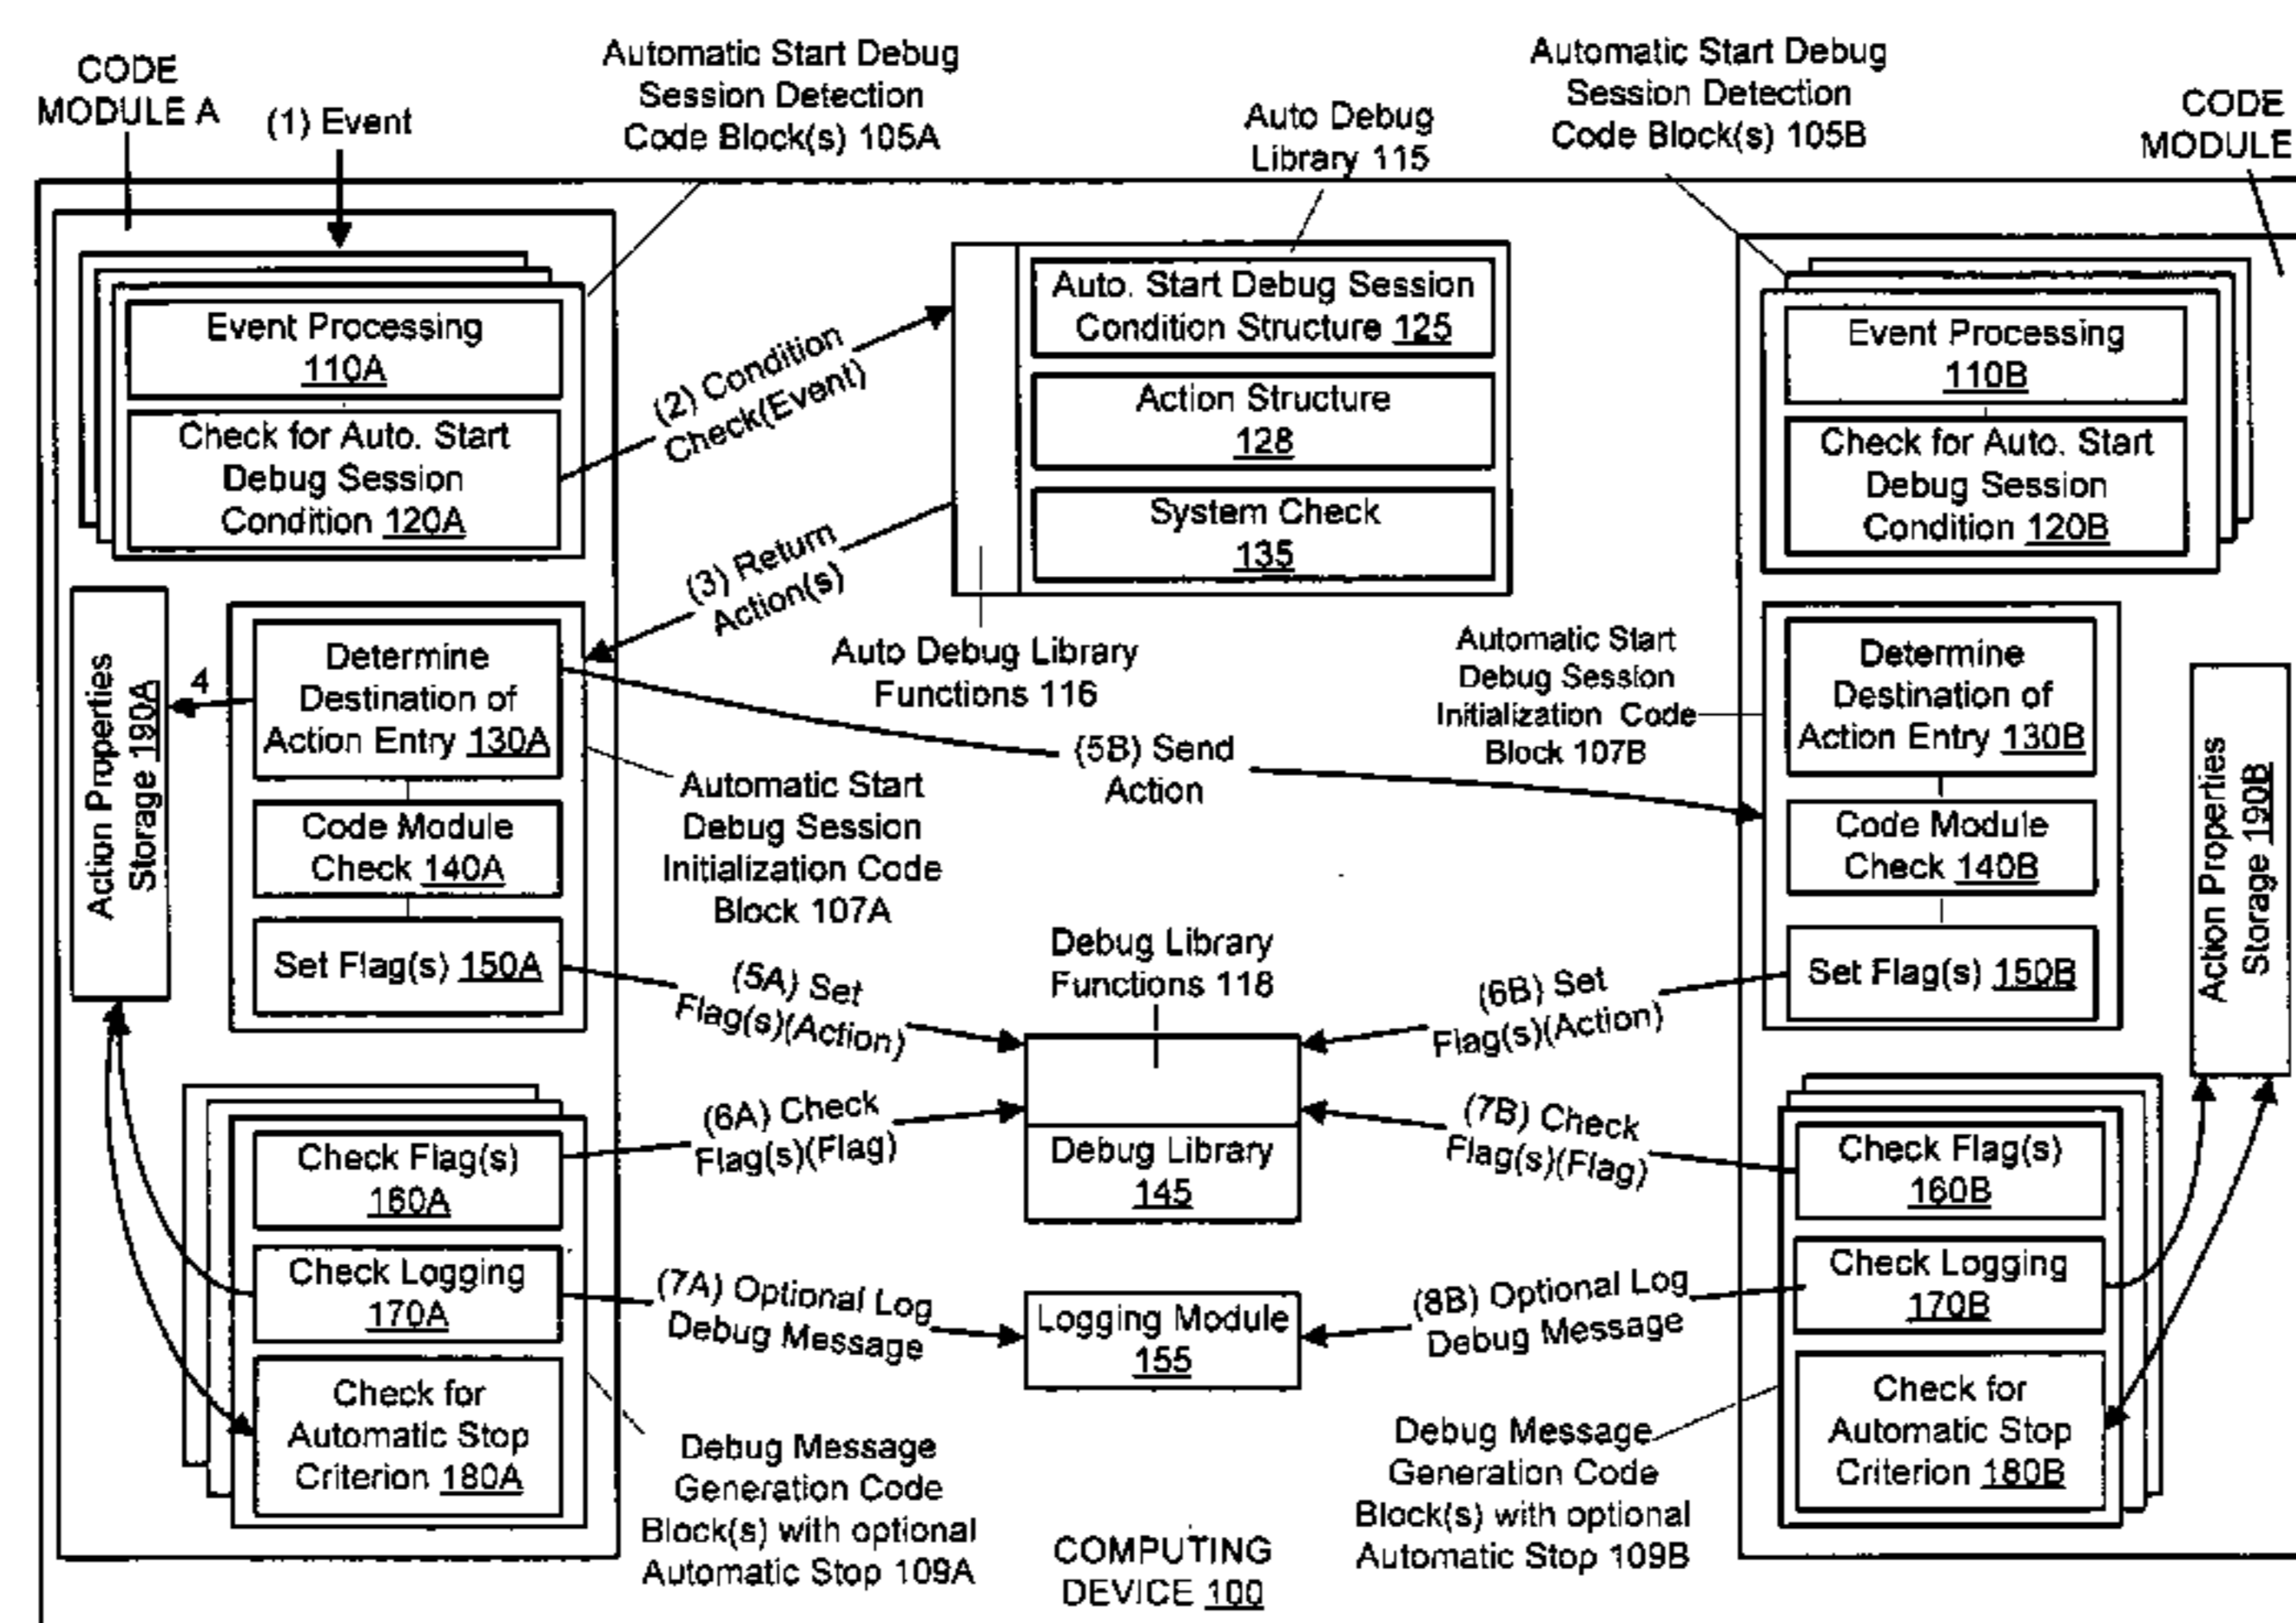 CODE
MODULE A
(1) Event
Automatic Start Debug
Session Detection
Code Block(s) 105A
Auto Debug
Library 115
Automatic Start Debug
Session Detection
Code Block(s) 105B
CODE
MODULE
Event Processing
110A
Check for Auto. Start
Debug Session
Condition 120A
(2) Condition
Check(Event)
(3) Return
Action(s)
Auto. Start Debug Session
Condition Structure 125
Action Structure
128
System Check
135
Auto Debug Library
Functions 116
Event Processing
110B
Check for Auto. Start
Debug Session
Condition 120B
Action Properties
Storage 190A
4
Determine
Destination of
Action Entry 130A
Code Module
Check 140A
Set Flag(s) 150A
Automatic Start
Debug Session
Initialization Code
Block 107A
(5B) Send
Action
Automatic Start
Debug Session
Initialization Code
Block 107B
Determine
Destination of
Action Entry 130B
Code Module
Check 140B
Set Flag(s) 150B
Action Properties
Storage 190B
(5A) Set
Flag(s)(Action)
Debug Library
Functions 118
(6B) Set
Flag(s)(Action)
(6A) Check
Flag(s)(Flag)
Debug Library
145
(7B) Check
Flag(s)(Flag)
Check Flag(s)
160A
Check Logging
170A
Check for
Automatic Stop
Criterion 180A
(7A) Optional Log
Debug Message
Logging Module
155
(8B) Optional Log
Debug Message
Check Flag(s)
160B
Check Logging
170B
Check for
Automatic Stop
Criterion 180B
Debug Message
Generation Code
Block(s) with optional
Automatic Stop 109A
COMPUTING
DEVICE 100
Debug Message
Generation Code
Block(s) with optional
Automatic Stop 109B